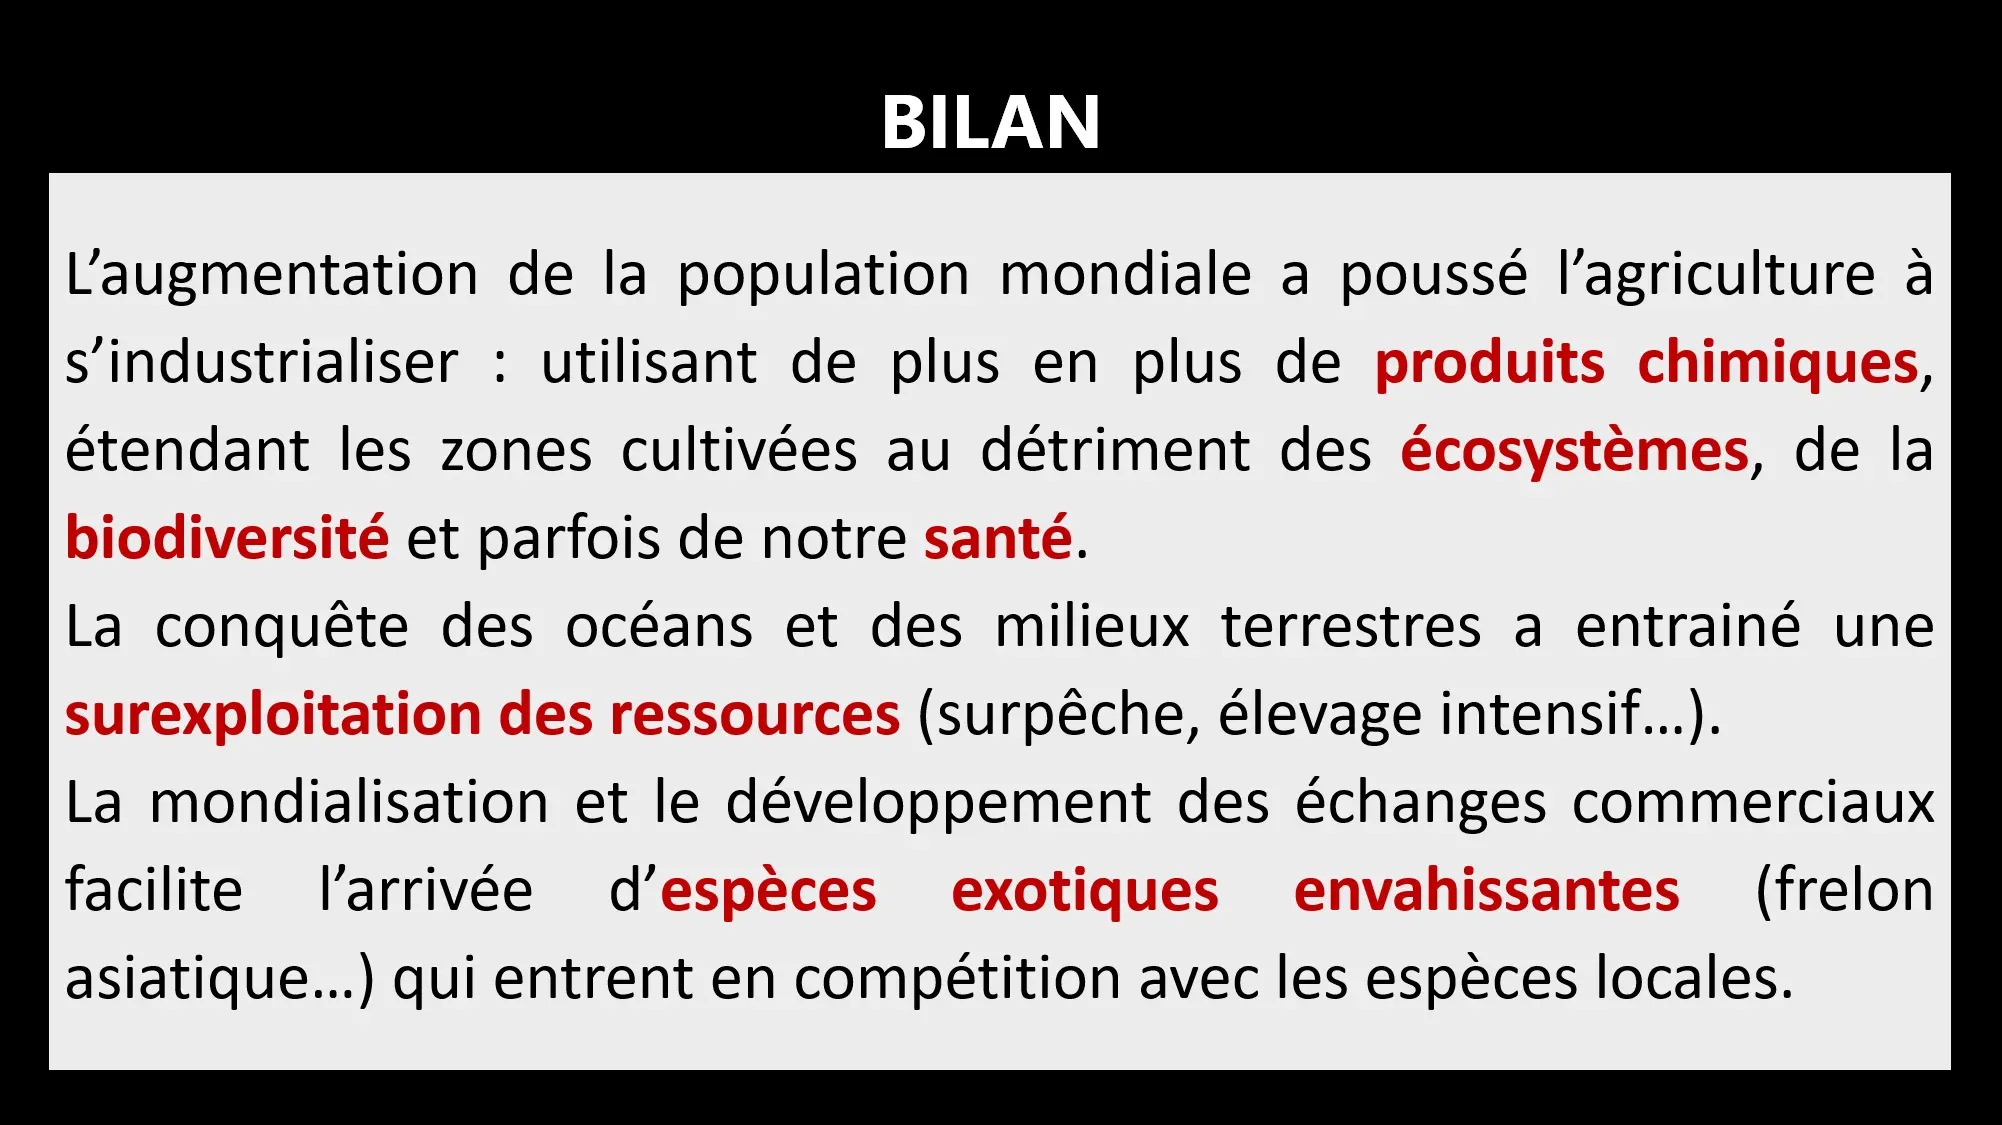 BILAN
L’augmentation de la population mondiale a poussé l’agriculture à
s’industrialiser : utilisant de plus en plus de produits chimiques,
étendant les zones cultivées au détriment des écosystèmes, de la
biodiversité et parfois de notre santé.
La conquête des océans et des milieux terrestres a entrainé une
surexploitation des ressources (surpêche, élevage intensif…).
La mondialisation et le développement des échanges commerciaux
facilite l’arrivée d’espèces exotiques envahissantes (frelon
asiatique…) qui entrent en compétition avec les espèces locales.